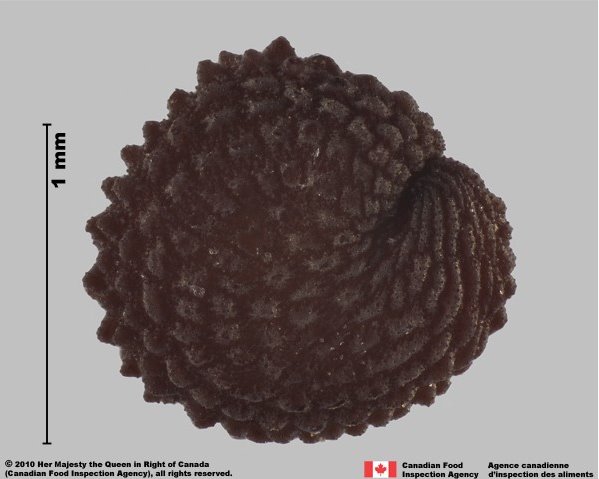 1 mm
© 2010 Her Majesty the Queen in Right of Canada
(Canadian Food Inspection Agency), all rights reserved.
Canadian Food
Inspection Agency
Agence canadienne
d'inspection des aliments